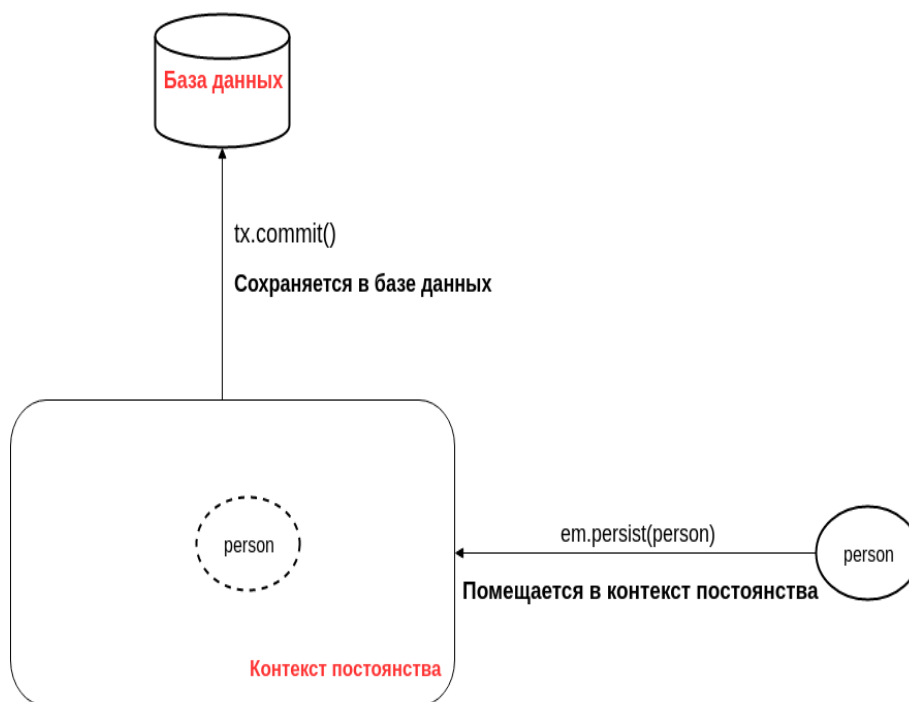 База данных
tx.commit()
Сохраняется в базе данных
person
em.persist(person)
person
Помещается в контекст постоянства
Контекст постоянства